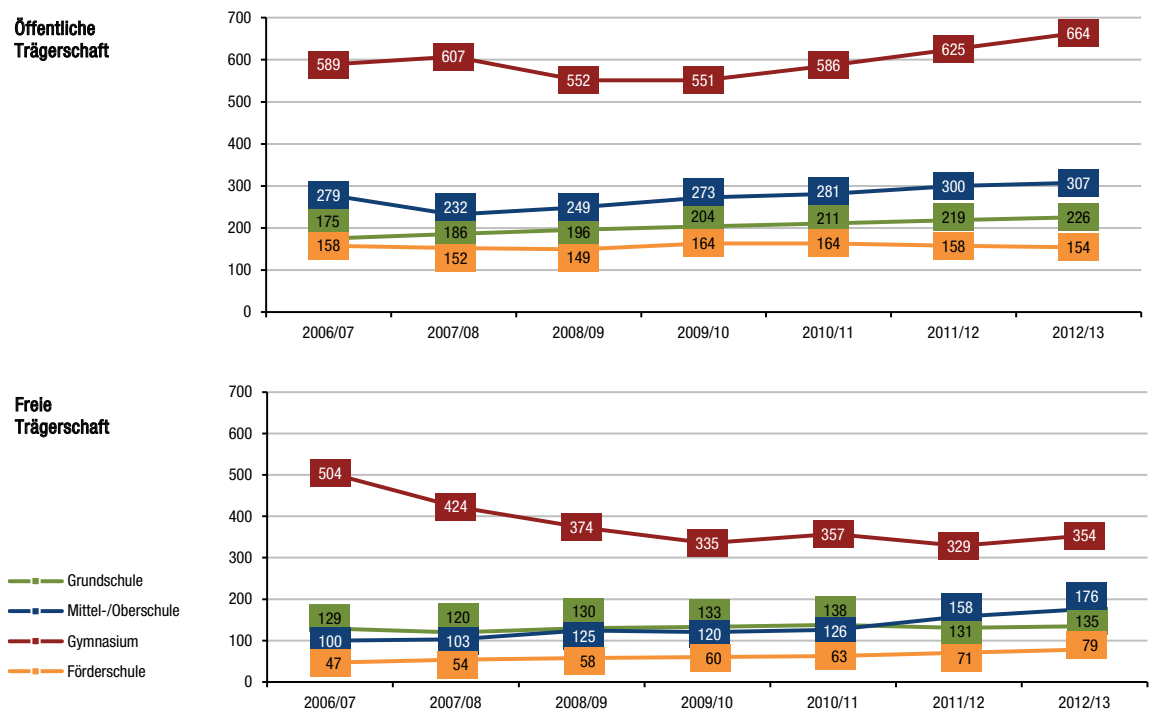 Öffentliche
Trägerschaft
700
600
500
400
300
200
100
0
589 607 552 551 586 625 664
279 232 249 273 281 300 307
175 186 196 204 211 219 226
158 152 149 164 164 158 154
2006/07 2007/08 2008/09 2009/10 2010/11 2011/12 2012/13
Freie
Trägerschaft
700
600
500
400
300
200
100
0
504 424 374 335 357 329 354
129 120 130 133 138 131 135
100 103 125 120 126 158 176
47 54 58 60 63 71 79
2006/07 2007/08 2008/09 2009/10 2010/11 2011/12 2012/13
Grundschule
Mittel-/Oberschule
Gymnasium
Förderschule